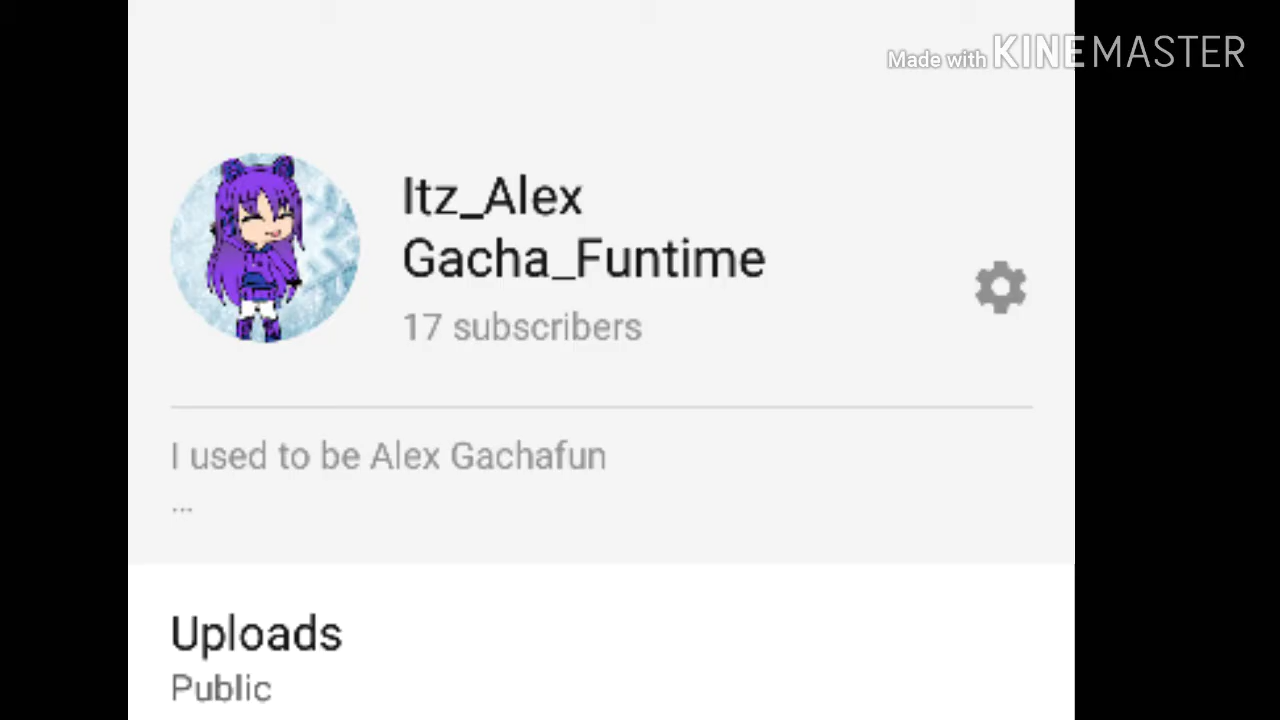 Made with KINEMASTER
Itz_Alex
Gacha_Funtime
17 subscribers
I used to be Alex Gachafun
...
Uploads
Public